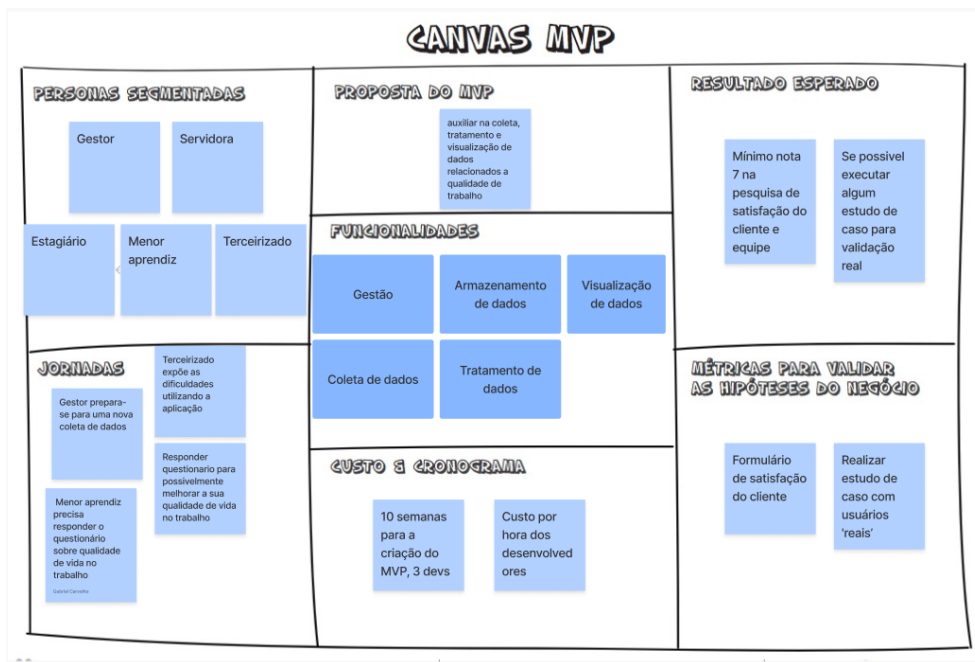 CANVAS MVP
PERSONAS SEGMENTADAS
Gestor
Servidora
Estagiário
Menor
aprendiz
Terceirizado
PROPOSTA DO MVP
auxiliar na coleta,
tratamento e
visualização de
dados
relacionados a
qualidade de
trabalho
RESULTADO ESPERADO
Mínimo nota
7 na
pesquisa de
satisfação do
cliente e
equipe
Se possivel
executar
algum
estudo de
caso para
validação
real
FUNCIONALIDADES
Gestão
Armazenamento
de dados
Visualização
de dados
Coleta de dados
Tratamento de
dados
JORNADAS
Gestor prepara-
se para uma nova
coleta de dados
Terceirizado
expõe as
dificuldades
utilizando a
aplicação
Menor aprendiz
precisa
responder o
questionário
sobre qualidade
de vida no
trabalho
Gabriel Carvalho
Responder
questionario para
possivelmente
melhorar a sua
qualidade de vida
no trabalho
CUSTO & CRONOGRAMA
10 semanas
para a
criação do
MVP, 3 devs
Custo por
hora dos
desenvolved
ores
MÉTRICAS PARA VALIDAR
AS HIPÓTESES DO NEGÓCIO
Formulário
de satisfação
do cliente
Realizar
estudo de
caso com
usuários
'reais'